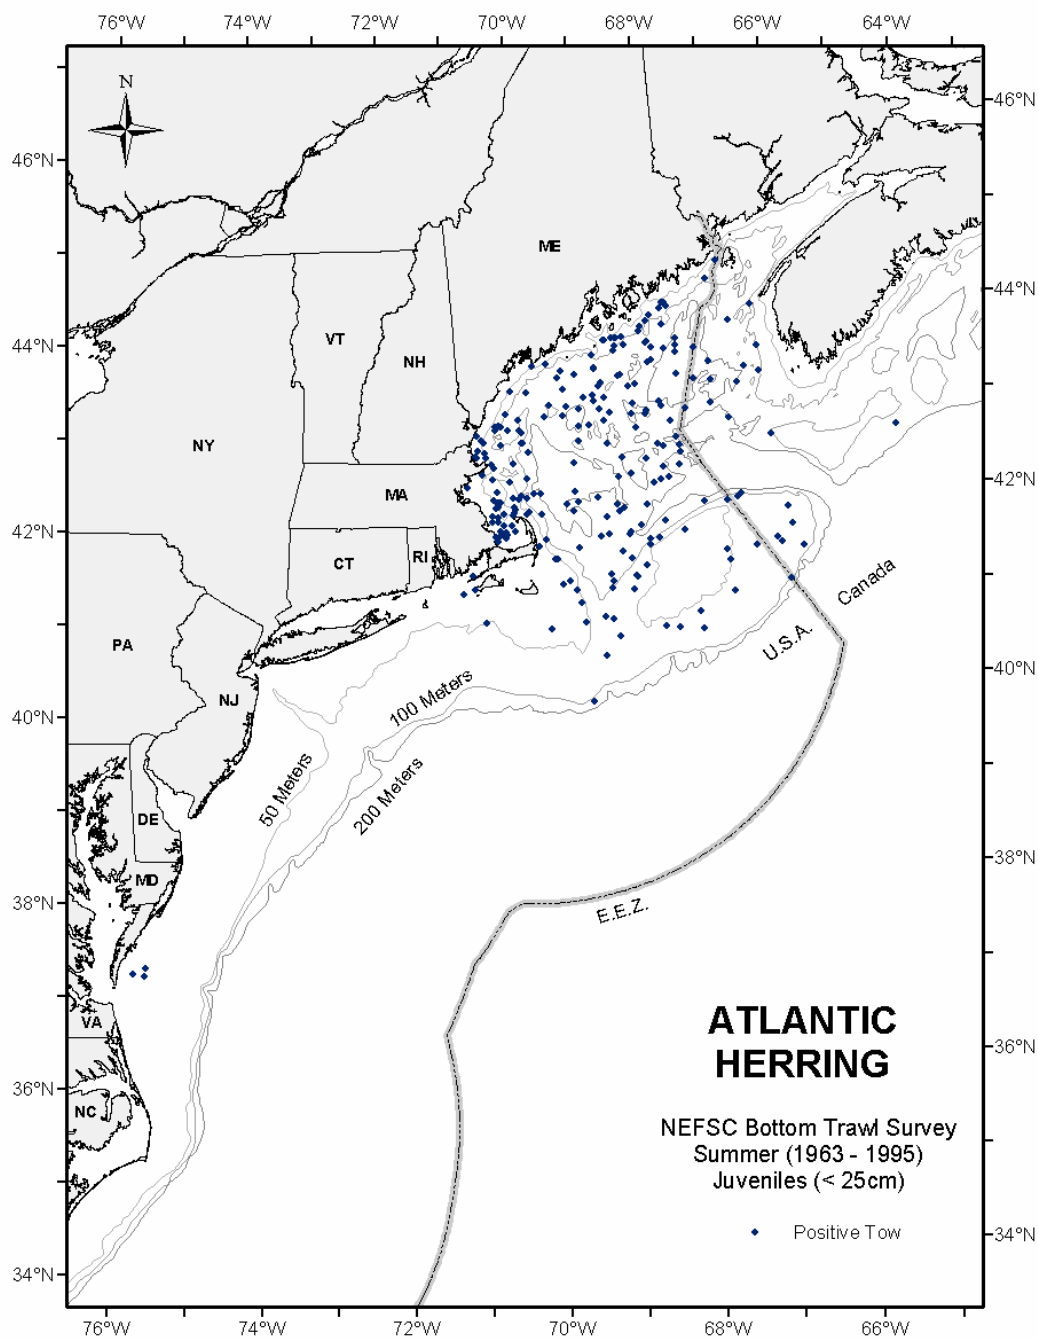 76°W 74°W 72°W 70°W 68°W 66°W 64°W
N
46°N
46°N
ME
44°N
VT
44°N
NH
NY
MA
42°N
42°N
CT
RI
Canada
PA
U.S.A.
40°N
NJ
100 Meters
40°N
50 Meters
200 Meters
DE
38°N
MD
38°N
E.E.Z.
ATLANTIC
VA
HERRING
36°N
36°N
NC
NEFSC Bottom Trawl Survey
Summer (1963 - 1995)
Juveniles (< 25cm)
Positive Tow
34°N
34°N
76°W 74°W 72°W 70°W 68°W 66°W